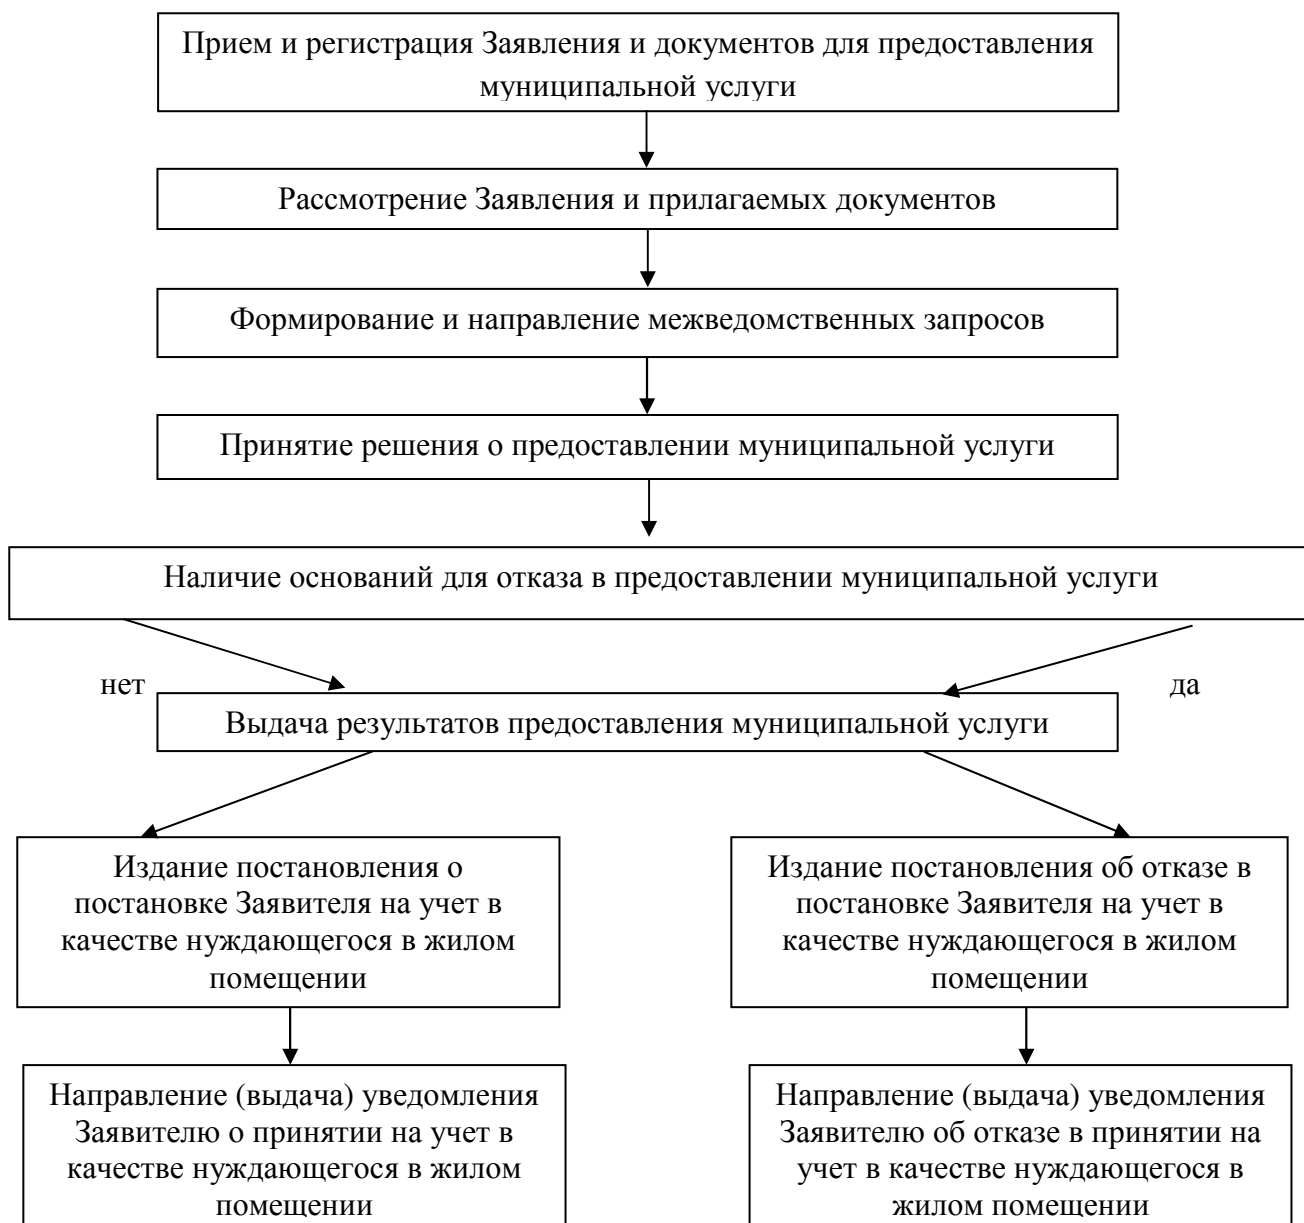 Прием и регистрация Заявления и документов для предоставления
муниципальной услуги
Рассмотрение Заявления и прилагаемых документов
Формирование и направление межведомственных запросов
Принятие решения о предоставлении муниципальной услуги
Наличие оснований для отказа в предоставлении муниципальной услуги
нет
да
Выдача результатов предоставления муниципальной услуги
Издание постановления о
постановке Заявителя на учет в
качестве нуждающегося в жилом
помещении
Издание постановления об отказе в
постановке Заявителя на учет в
качестве нуждающегося в жилом
помещении
Направление (выдача) уведомления
Заявителю о принятии на учет в
качестве нуждающегося в жилом
помещении
Направление (выдача) уведомления
Заявителю об отказе в принятии на
учет в качестве нуждающегося в
жилом помещении